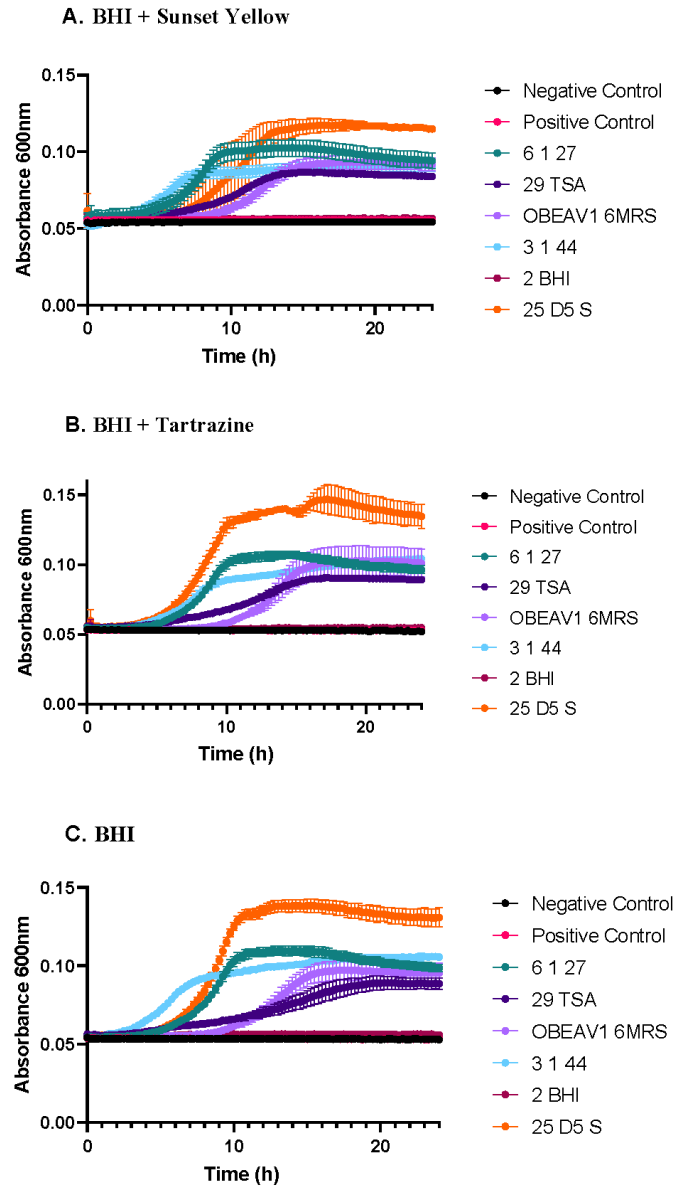 A. BHI + Sunset Yellow
0.15
0.10
0.05
0.00
Absorbance 600nm
0
10
20
Time (h)
Negative Control
Positive Control
6 1 27
29 TSA
OBEAV1 6MRS
3 1 44
2 BHI
25 D5 S
B. BHI + Tartrazine
0.15
0.10
0.05
0.00
Absorbance 600nm
0
10
20
Time (h)
Negative Control
Positive Control
6 1 27
29 TSA
OBEAV1 6MRS
3 1 44
2 BHI
25 D5 S
C. BHI
0.15
0.10
0.05
0.00
Absorbance 600nm
0
10
20
Time (h)
Negative Control
Positive Control
6 1 27
29 TSA
OBEAV1 6MRS
3 1 44
2 BHI
25 D5 S